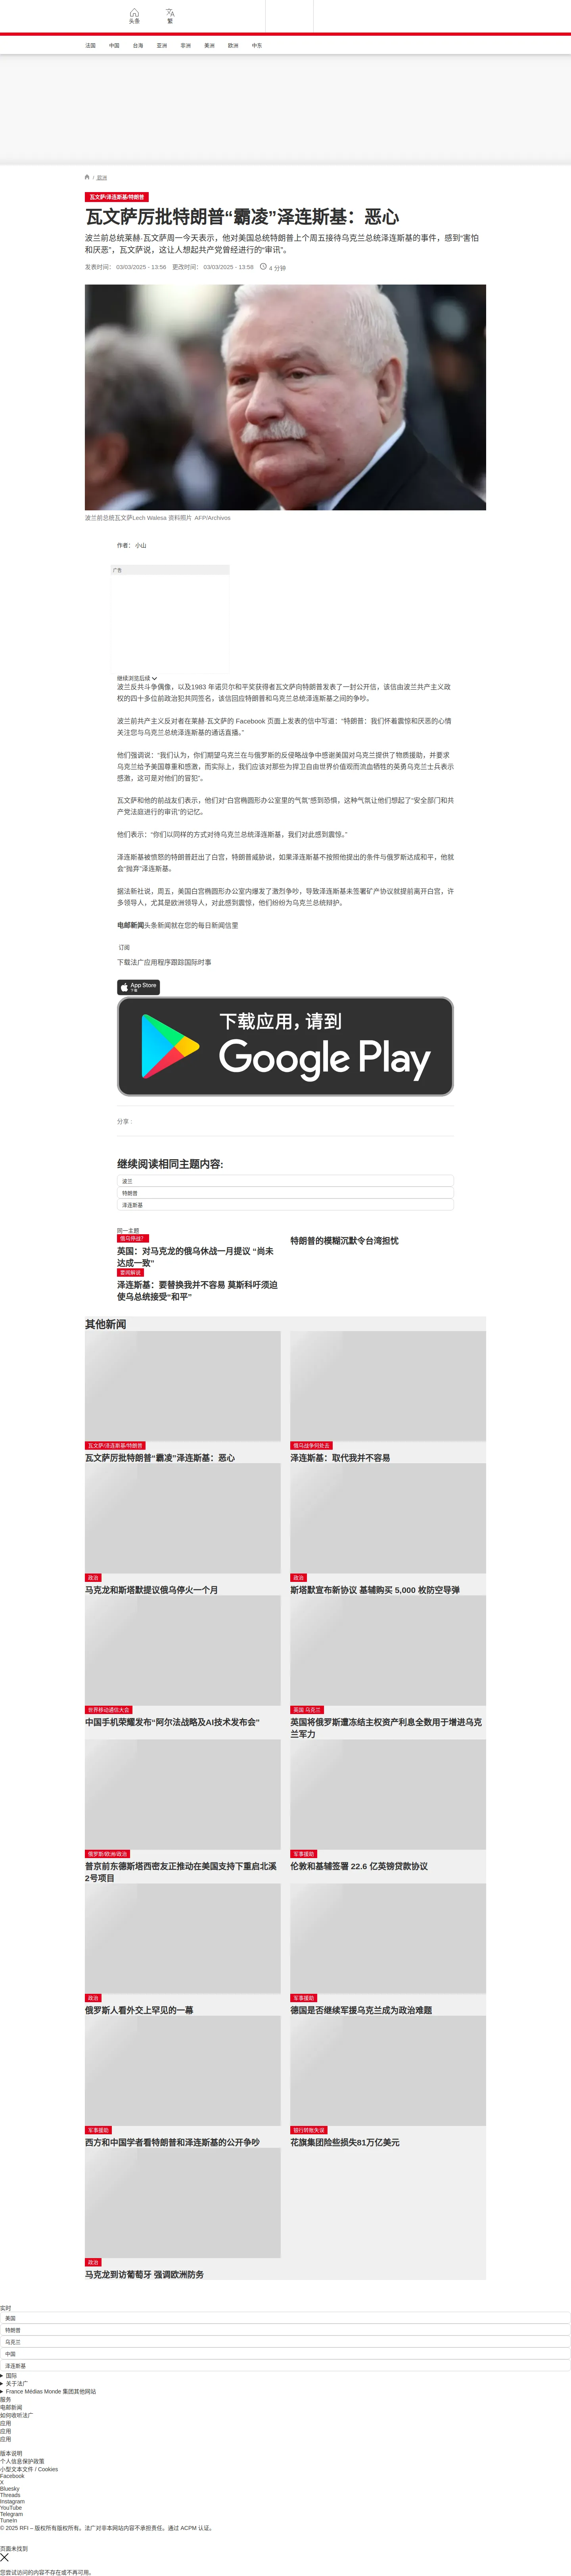 头条
繁
法国 中国 台海 亚洲 非洲 美洲 欧洲 中东
/ 欧洲
瓦文萨/泽连斯基/特朗普
瓦文萨厉批特朗普“霸凌”泽连斯基：恶心
波兰前总统莱赫·瓦文萨周一今天表示，他对美国总统特朗普上个周五接待乌克兰总统泽连斯基的事件，感到“害怕
和厌恶”，瓦文萨说，这让人想起共产党曾经进行的“审讯”。
发表时间： 03/03/2025 - 13:56 更改时间： 03/03/2025 - 13:56 4 分钟
波兰前总统瓦文萨Lech Walesa 资料照片 AFP/Archivos
作者： 小山
广告
继续浏览后续
波兰反共斗争偶像，以及1983 年诺贝尔和平奖获得者瓦文萨向特朗普发表了一封公开信，该信由波兰共产主义政
权的四十多位前政治犯共同签名，该信回应特朗普和乌克兰总统泽连斯基之间的争吵。
波兰前共产主义反对者在莱赫·瓦文萨的 Facebook 页面上发表的信中写道：“特朗普：我们怀着震惊和厌恶的心情
关注您与乌克兰总统泽连斯基的通话直播。”
他们强调说：“我们认为，你们期望乌克兰在与俄罗斯的反侵略战争中感谢美国对乌克兰提供了物质援助，并要求
乌克兰给予美国尊重和感激，而实际上，我们应该对那些为捍卫自由世界价值观而流血牺牲的英勇乌克兰士兵表示
感激，这可是对他们的冒犯”。
瓦文萨和他的前战友们表示，他们对“白宫椭圆形办公室里的气氛”感到恐惧，这种气氛让他们想起了“安全部门和共
产党法庭进行的审讯”的记忆。
他们表示：“你们以同样的方式对待乌克兰总统泽连斯基，我们对此感到震惊。”
泽连斯基被愤怒的特朗普赶出了白宫，特朗普威胁说，如果泽连斯基不按照他提出的条件与俄罗斯达成和平，他就
会“抛弃”泽连斯基。
据法新社说，周五，美国白宫椭圆形办公室内爆发了激烈争吵，导致泽连斯基未签署矿产协议就提前离开白宫，许
多领导人，尤其是欧洲领导人，对此感到震惊，他们纷纷为乌克兰总统辩护。
电邮新闻头条新闻就在您的每日新闻信里
订阅
下载法广应用程序跟踪国际时事
App Store
下载
下载应用，请到
Google Play
分享 :
继续阅读相同主题内容:
波兰
特朗普
泽连斯基
同一主题
俄乌停战?
英国：对马克龙的俄乌休战一月提议 “尚未
达成一致”
要闻解说
泽连斯基：要替换我并不容易 莫斯科吁须迫
使乌总统接受“和平”
特朗普的模糊沉默令台湾担忧
其他新闻
瓦文萨/泽连斯基/特朗普
瓦文萨厉批特朗普“霸凌”泽连斯基：恶心
俄乌战争何处去
泽连斯基：取代我并不容易
政治
马克龙和斯塔默提议俄乌停火一个月
政治
斯塔默宣布新协议 基辅购买 5,000 枚防空导弹
世界移动通信大会
中国手机荣耀发布“阿尔法战略及AI技术发布会”
英国 乌克兰
英国将俄罗斯遭冻结主权资产利息全数用于增进乌克
兰军力
俄罗斯/欧洲/政治
普京前东德斯塔西密友正推动在美国支持下重启北溪
2号项目
军事援助
伦敦和基辅签署 22.6 亿英镑贷款协议
政治
俄罗斯人看外交上罕见的一幕
军事援助
德国是否继续军援乌克兰成为政治难题
军事援助
西方和中国学者看特朗普和泽连斯基的公开争吵
银行转账失误
花旗集团险些损失81万亿美元
政治
马克龙到访葡萄牙 强调欧洲防务
实时
美国
特朗普
乌克兰
中国
泽连斯基
国际
关于法广
France Médias Monde 集团其他网站
服务
电邮新闻
如何收听法广
应用
应用
应用
版本说明
个人信息保护政策
小型文本文件 / Cookies
Facebook
X
Bluesky
Threads
Instagram
YouTube
Telegram
TuneIn
© 2025 RFI – 版权所有版权所有。法广对非本网站内容不承担责任。通过 ACPM 认证。
页面未找到
您尝试访问的内容不存在或不再可用。